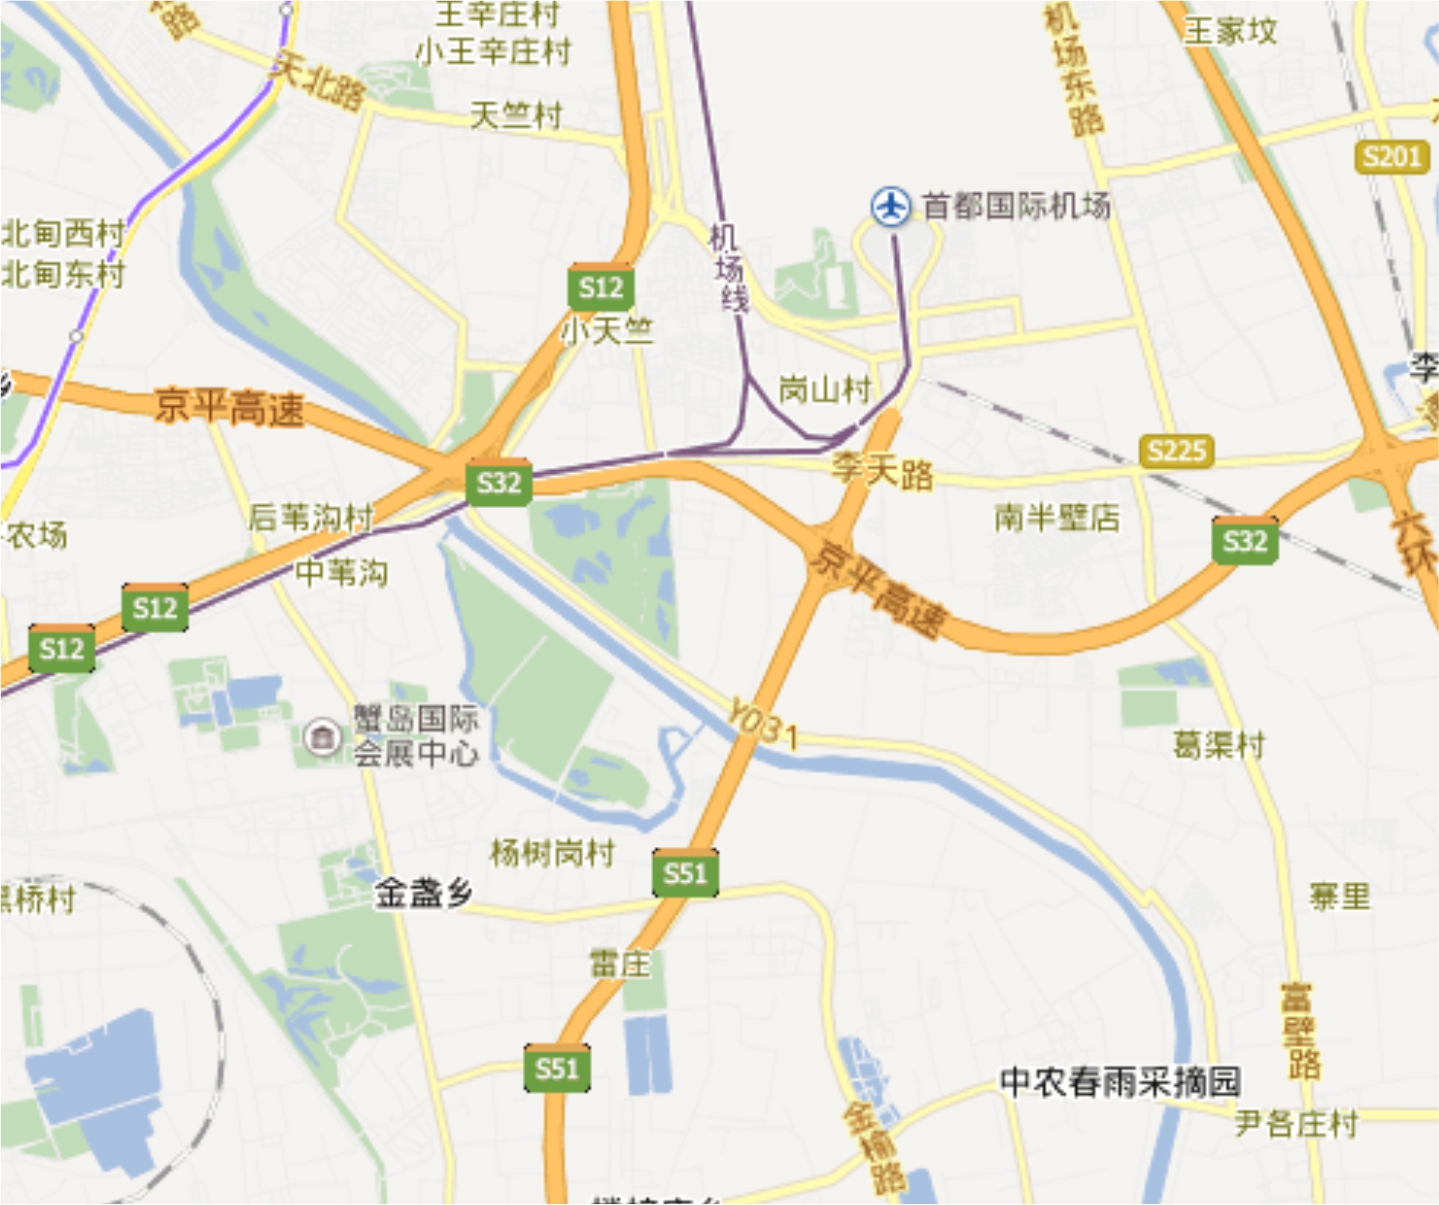 路
王辛庄村
小王辛庄村
天北路
天竺村
机场东路
王家坟
S201
北甸西村
北甸东村
机场线
首都国际机场
S12
小天竺
京平高速
岗山村
李
S32
李天路
S225
后苇沟村
农场
中苇沟
南半壁店
S32
六环
S12
S12
京平高速
蟹岛国际
会展中心
Y031
葛渠村
杨树岗村
S51
金盏乡
桥村
寨里
雷庄
富壁路
S51
中农春雨采摘园
尹各庄村
金榆路